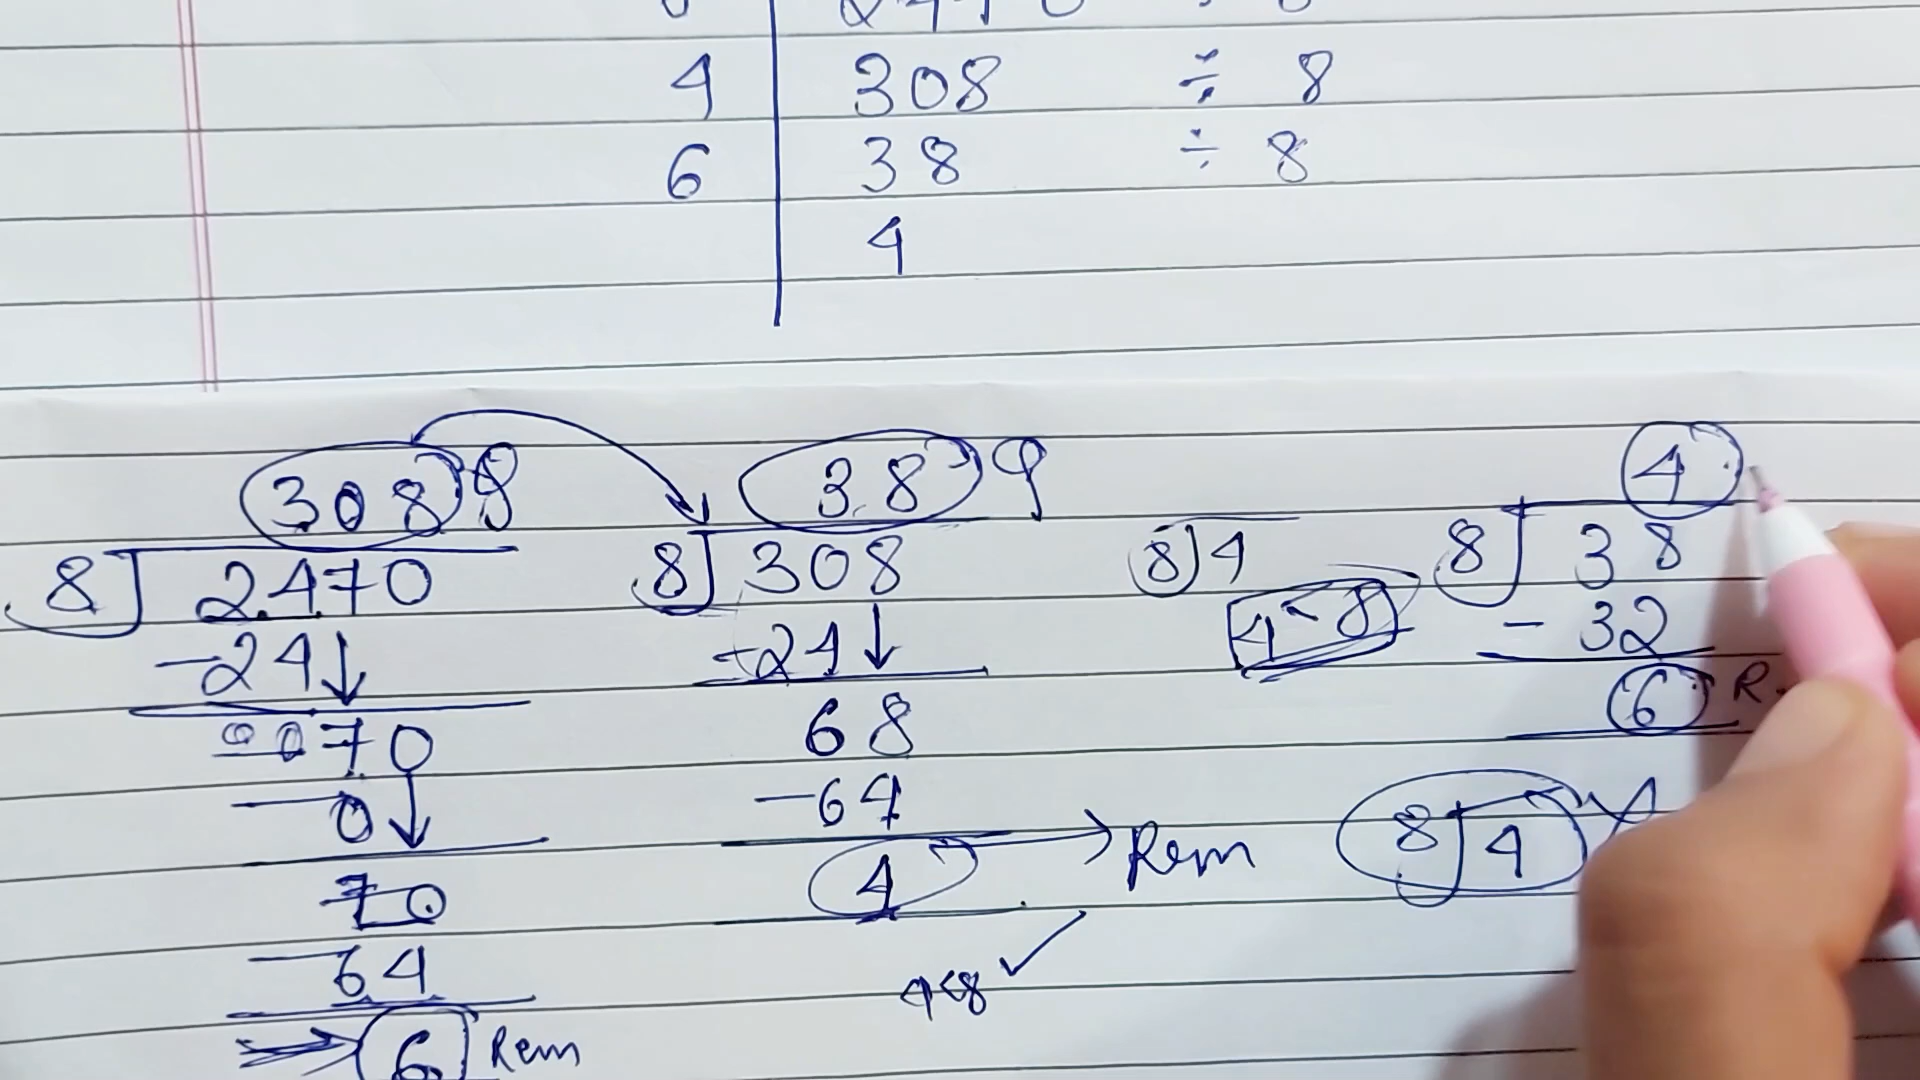 2470 ÷ 8
4 308 ÷ 8
6 38 ÷ 8
4
308 Q
8 2470
-24
0070
-0
70
-64
6 Rem
38 Q
8 308
-24
68
-64
4 Rem
4<8
8 4
4<8
4
8 38
-32
6 R.
8 4